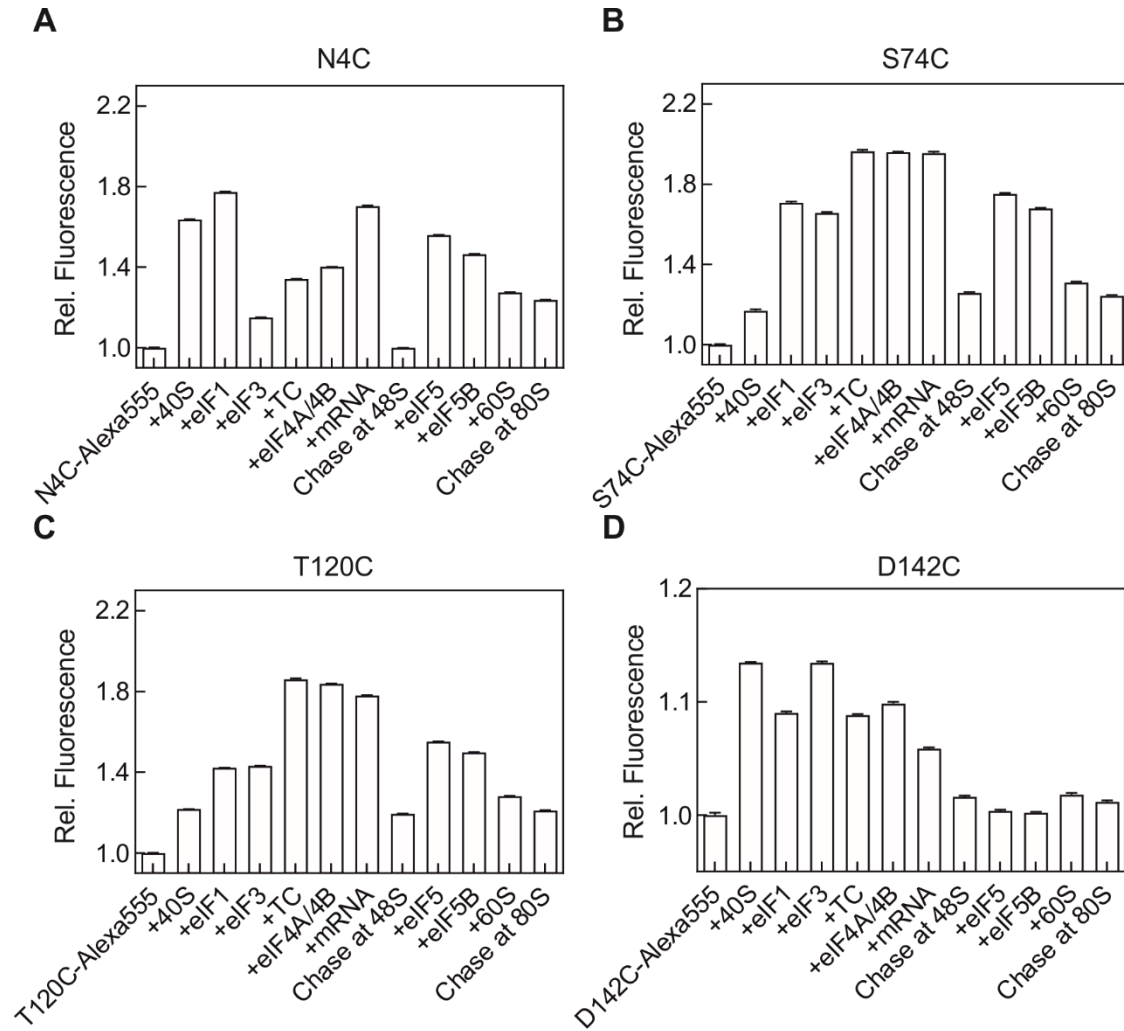 A
N4C
Rel. Fluorescence
2.2
1.8
1.4
1.0
N4C-Alexa555
+40S
+eIF1
+eIF3
+TC
+eIF4A/4B
+mRNA
Chase at 48S
+eIF5
+eIF5B
+60S
Chase at 80S
B
S74C
Rel. Fluorescence
2.2
1.8
1.4
1.0
S74C-Alexa555
+40S
+eIF1
+eIF3
+TC
+eIF4A/4B
+mRNA
Chase at 48S
+eIF5
+eIF5B
+60S
Chase at 80S
C
T120C
Rel. Fluorescence
2.2
1.8
1.4
1.0
T120C-Alexa555
+40S
+eIF1
+eIF3
+TC
+eIF4A/4B
+mRNA
Chase at 48S
+eIF5
+eIF5B
+60S
Chase at 80S
D
D142C
Rel. Fluorescence
1.2
1.1
1.0
D142C-Alexa555
+40S
+eIF1
+eIF3
+TC
+eIF4A/4B
+mRNA
Chase at 48S
+eIF5
+eIF5B
+60S
Chase at 80S